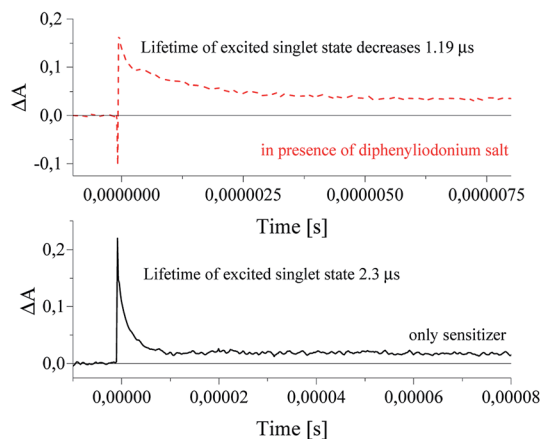 0,2
Lifetime of excited singlet state decreases 1.19 µs
0,1
ΔA
0,0
in presence of diphenyliodonium salt
-0,1
0,0000000 0,0000025 0,0000050 0,0000075
Time [s]
0,2
Lifetime of excited singlet state 2.3 µs
ΔA
0,1
only sensitizer
0,0
0,00000 0,00002 0,00004 0,00006 0,00008
Time [s]